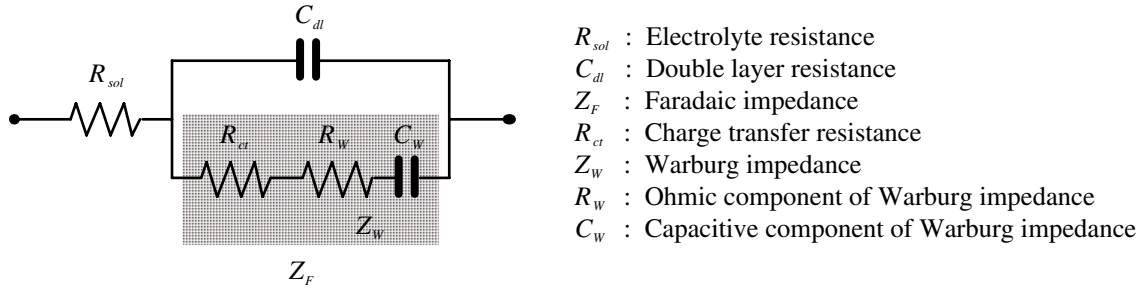 C_dl
R_sol
R_ct R_W C_W
Z_W
Z_F
R_sol : Electrolyte resistance
C_dl : Double layer resistance
Z_F : Faradaic impedance
R_ct : Charge transfer resistance
Z_W : Warburg impedance
R_W : Ohmic component of Warburg impedance
C_W : Capacitive component of Warburg impedance